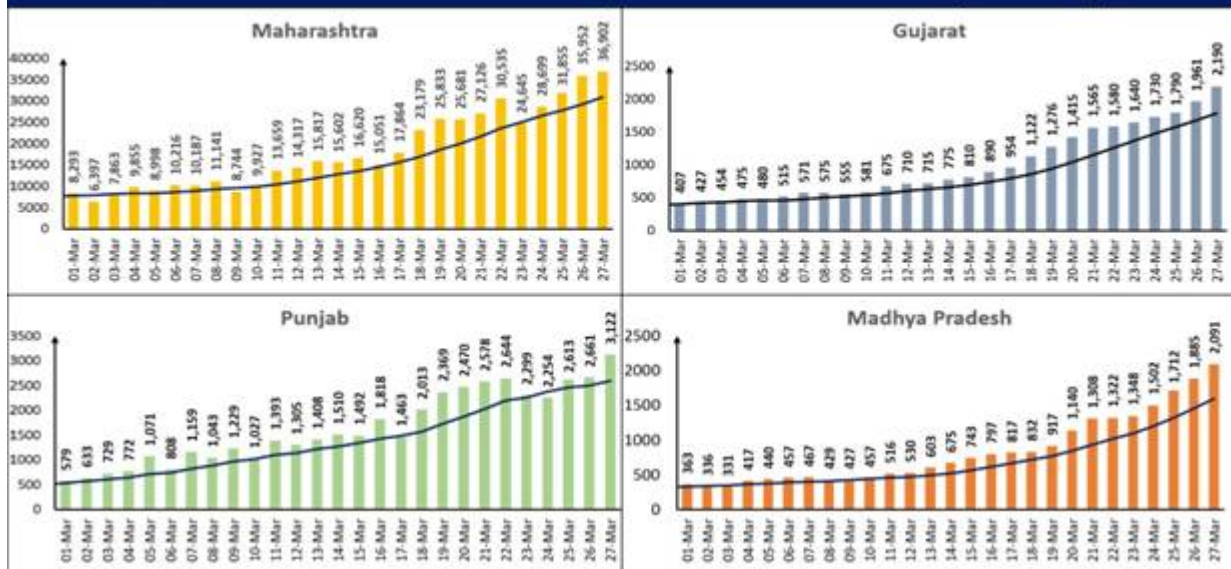 Maharashtra
40000
35000
30000
25000
20000
15000
10000
5000
0
8,293
6,397
7,863
9,855
8,998
10,216
10,187
11,141
8,744
9,927
13,659
14,317
15,817
15,602
16,620
15,051
17,864
23,179
25,833
25,681
27,126
30,535
24,645
28,699
31,855
35,952
36,902
01-Mar
02-Mar
03-Mar
04-Mar
05-Mar
06-Mar
07-Mar
08-Mar
09-Mar
10-Mar
11-Mar
12-Mar
13-Mar
14-Mar
15-Mar
16-Mar
17-Mar
18-Mar
19-Mar
20-Mar
21-Mar
22-Mar
23-Mar
24-Mar
25-Mar
26-Mar
27-Mar
Gujarat
2500
2000
1500
1000
500
0
407
427
454
475
480
515
571
575
555
581
675
710
715
775
810
890
954
1,122
1,276
1,415
1,565
1,580
1,640
1,730
1,790
1,961
2,190
01-Mar
02-Mar
03-Mar
04-Mar
05-Mar
06-Mar
07-Mar
08-Mar
09-Mar
10-Mar
11-Mar
12-Mar
13-Mar
14-Mar
15-Mar
16-Mar
17-Mar
18-Mar
19-Mar
20-Mar
21-Mar
22-Mar
23-Mar
24-Mar
25-Mar
26-Mar
27-Mar
Punjab
3500
3000
2500
2000
1500
1000
500
0
579
633
729
772
1,071
808
1,159
1,043
1,229
1,027
1,393
1,305
1,408
1,510
1,492
1,818
1,463
2,013
2,369
2,470
2,578
2,644
2,299
2,254
2,613
2,661
3,122
01-Mar
02-Mar
03-Mar
04-Mar
05-Mar
06-Mar
07-Mar
08-Mar
09-Mar
10-Mar
11-Mar
12-Mar
13-Mar
14-Mar
15-Mar
16-Mar
17-Mar
18-Mar
19-Mar
20-Mar
21-Mar
22-Mar
23-Mar
24-Mar
25-Mar
26-Mar
27-Mar
Madhya Pradesh
2500
2000
1500
1000
500
0
363
336
331
417
440
457
467
429
427
457
516
530
603
675
743
797
817
832
917
1,140
1,308
1,322
1,348
1,502
1,712
1,885
2,091
01-Mar
02-Mar
03-Mar
04-Mar
05-Mar
06-Mar
07-Mar
08-Mar
09-Mar
10-Mar
11-Mar
12-Mar
13-Mar
14-Mar
15-Mar
16-Mar
17-Mar
18-Mar
19-Mar
20-Mar
21-Mar
22-Mar
23-Mar
24-Mar
25-Mar
26-Mar
27-Mar